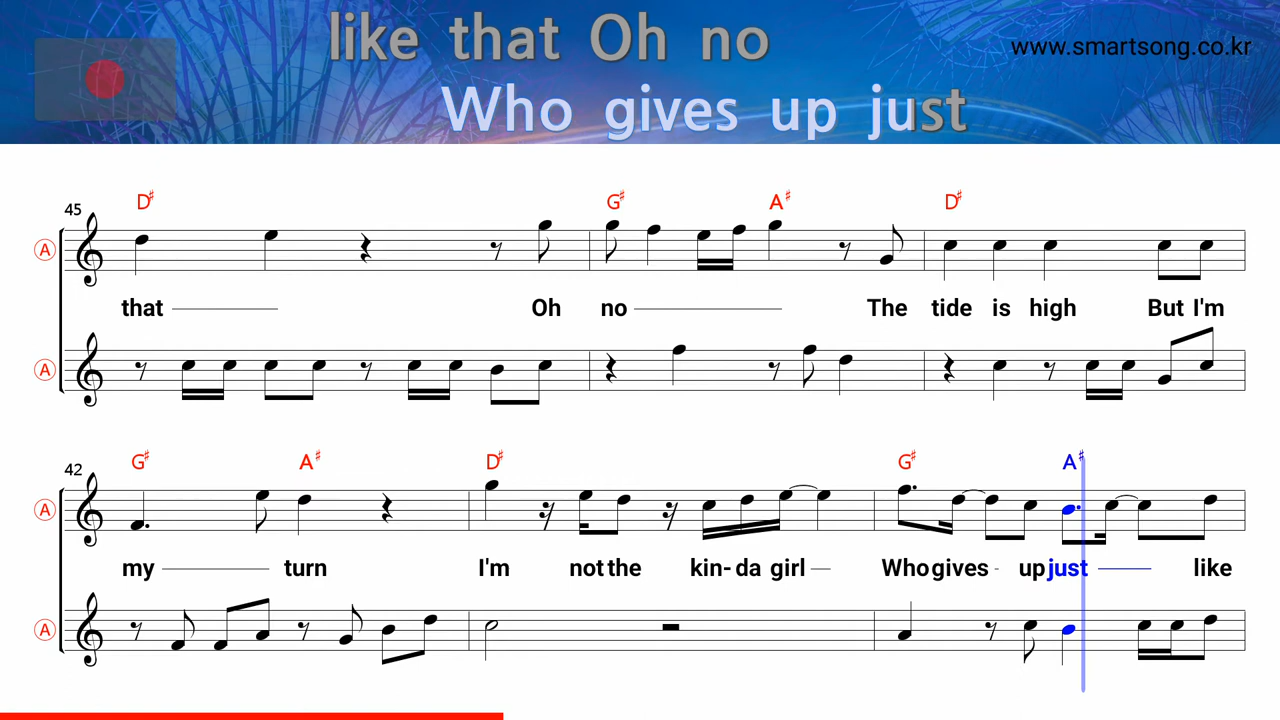 like that Oh no
www.smartsong.co.kr
Who gives up just
45
D♯ G♯ A♯ D♯
A
that Oh no The tide is high But I'm
A
42
G♯ A♯ D♯ G♯ A♯
A
my turn I'm not the kin- da girl Who gives - up just like
A